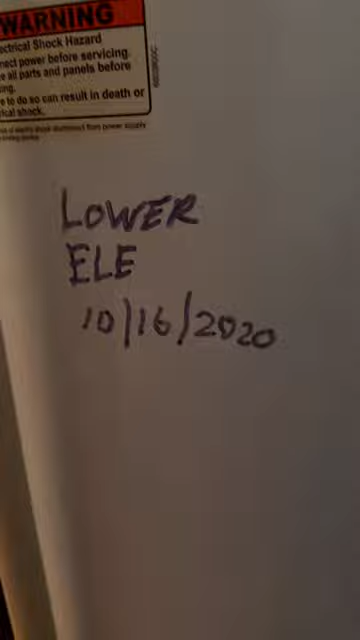 WARNING
ectrical Shock Hazard
nect power before servicing.
e all parts and panels before
ing.
e to do so can result in death or
ical shock.
LOWER
ELE
10/16/2020